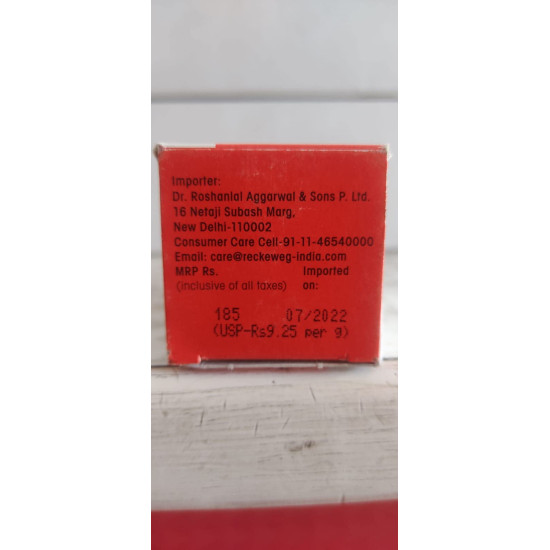 Importer:
Dr. Roshanlal Aggarwal & Sons P. Ltd.
16 Netaji Subash Marg,
New Delhi-110002
Consumer Care Cell-91-11-46540000
Email: care@reckeweg-india.com
MRP Rs. Imported
(inclusive of all taxes) on:
185 07/2022
(USP-Rs9.25 per g)